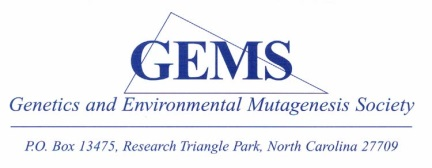 GEMS
Genetics and Environmental Mutagenesis Society
P.O. Box 13475, Research Triangle Park, North Carolina 27709